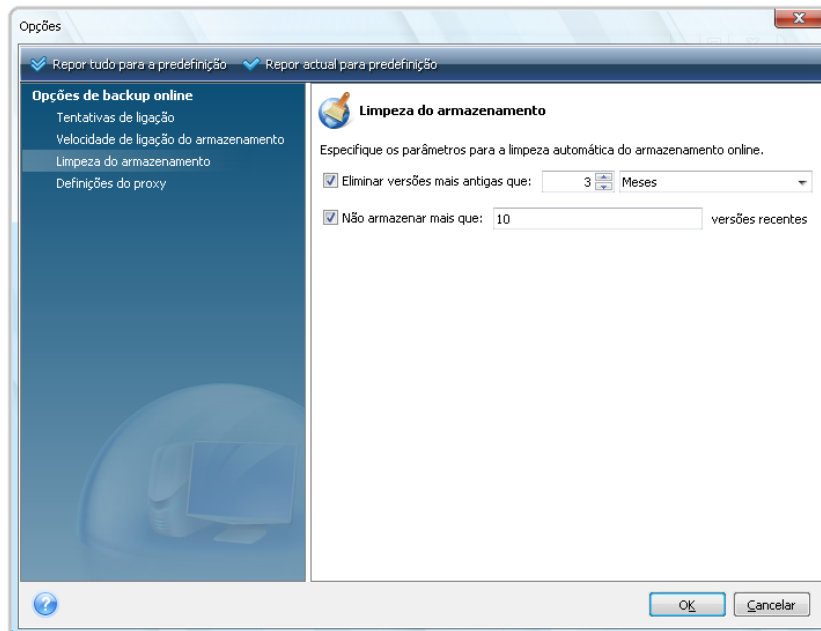 Opções
Repor tudo para a predefinição Repor actual para predefinição
Opções de backup online
Tentativas de ligação
Velocidade de ligação do armazenamento
Limpeza do armazenamento
Definições do proxy
Limpeza do armazenamento
Especifique os parâmetros para a limpeza automática do armazenamento online.
Eliminar versões mais antigas que: 3 Meses
Não armazenar mais que: 10 versões recentes
OK Cancelar